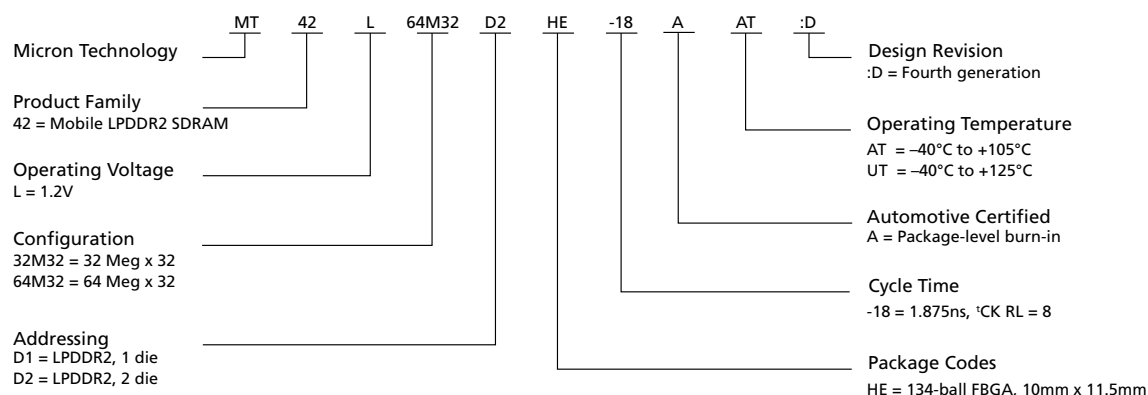 MT 42 L 64M32 D2 HE -18 A AT :D
Micron Technology
Product Family
42 = Mobile LPDDR2 SDRAM
Operating Voltage
L = 1.2V
Configuration
32M32 = 32 Meg x 32
64M32 = 64 Meg x 32
Addressing
D1 = LPDDR2, 1 die
D2 = LPDDR2, 2 die
Design Revision
:D = Fourth generation
Operating Temperature
AT = –40°C to +105°C
UT = –40°C to +125°C
Automotive Certified
A = Package-level burn-in
Cycle Time
-18 = 1.875ns, ᵗCK RL = 8
Package Codes
HE = 134-ball FBGA, 10mm x 11.5mm